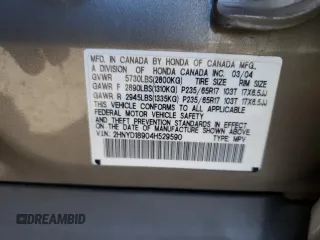 MFD. IN CANADA BY HONDA OF CANADA MFG.,
A DIVISION OF HONDA CANADA INC. 03/04
GVWR 5730LBS(2600KG) TIRE SIZE RIM SIZE
GAWR F 2890LBS(1310KG) P235/65R17 103T 17X6.5JJ
GAWR R 2945LBS(1335KG) P235/65R17 103T 17X6.5JJ
THIS VEHICLE CONFORMS TO ALL APPLICABLE
FEDERAL MOTOR VEHICLE SAFETY STANDARDS IN
EFFECT ON THE DATE OF MANUFACTURE SHOWN ABOVE.
V.I.N: 2HNYD18904H529590 TYPE: MPV
© DREAMBID